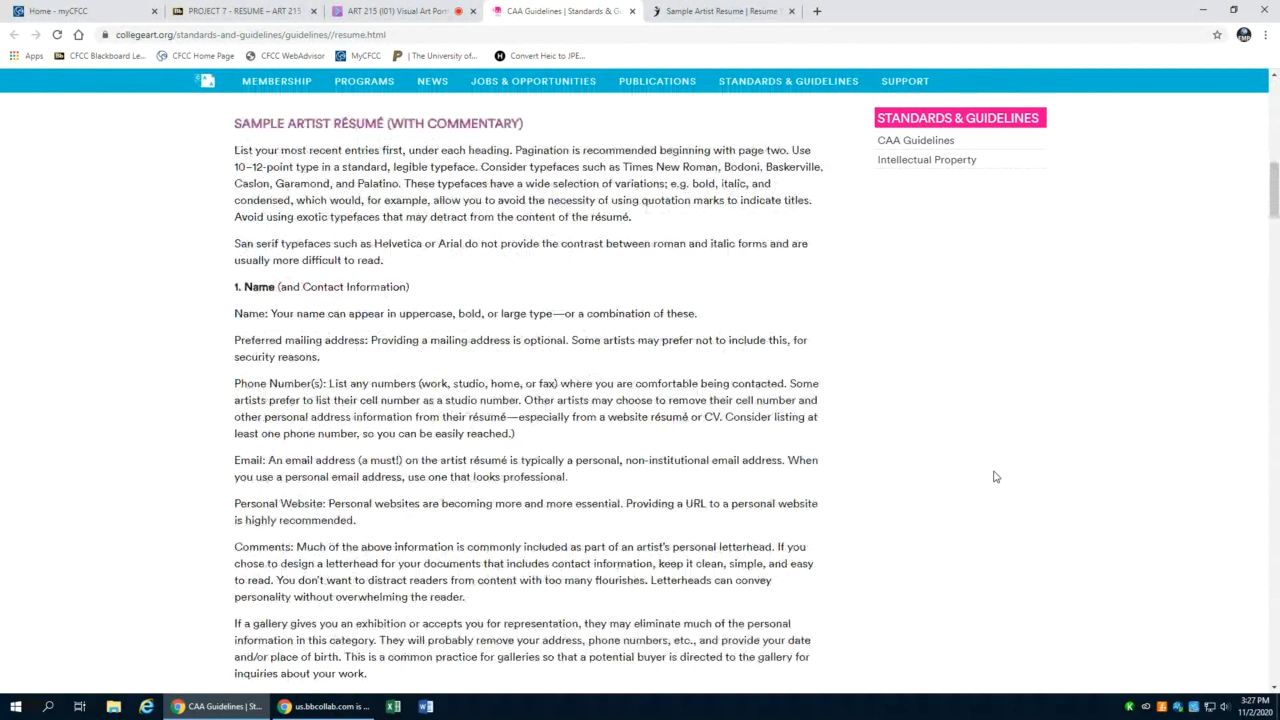 Home - myCFCC
PROJECT 7 - RESUME – ART 215
ART 215 (I01) Visual Art Portf
CAA Guidelines | Standards & G
Sample Artist Resume | Resume T
collegeart.org/standards-and-guidelines/guidelines//resume.html
Apps
CFCC Blackboard Le...
CFCC Home Page
CFCC WebAdvisor
MyCFCC
| The University of...
Convert Heic to JPE...
MEMBERSHIP PROGRAMS NEWS JOBS & OPPORTUNITIES PUBLICATIONS STANDARDS & GUIDELINES SUPPORT
SAMPLE ARTIST RÉSUMÉ (WITH COMMENTARY)
List your most recent entries first, under each heading. Pagination is recommended beginning with page two. Use
10–12-point type in a standard, legible typeface. Consider typefaces such as Times New Roman, Bodoni, Baskerville,
Caslon, Garamond, and Palatino. These typefaces have a wide selection of variations; e.g. bold, italic, and
condensed, which would, for example, allow you to avoid the necessity of using quotation marks to indicate titles.
Avoid using exotic typefaces that may detract from the content of the résumé.
San serif typefaces such as Helvetica or Arial do not provide the contrast between roman and italic forms and are
usually more difficult to read.
1. Name (and Contact Information)
Name: Your name can appear in uppercase, bold, or large type—or a combination of these.
Preferred mailing address: Providing a mailing address is optional. Some artists may prefer not to include this, for
security reasons.
Phone Number(s): List any numbers (work, studio, home, or fax) where you are comfortable being contacted. Some
artists prefer to list their cell number as a studio number. Other artists may choose to remove their cell number and
other personal address information from their résumé—especially from a website résumé or CV. Consider listing at
least one phone number, so you can be easily reached.)
Email: An email address (a must!) on the artist résumé is typically a personal, non-institutional email address. When
you use a personal email address, use one that looks professional.
Personal Website: Personal websites are becoming more and more essential. Providing a URL to a personal website
is highly recommended.
Comments: Much of the above information is commonly included as part of an artist's personal letterhead. If you
chose to design a letterhead for your documents that includes contact information, keep it clean, simple, and easy
to read. You don't want to distract readers from content with too many flourishes. Letterheads can convey
personality without overwhelming the reader.
If a gallery gives you an exhibition or accepts you for representation, they may eliminate much of the personal
information in this category. They will probably remove your address, phone numbers, etc., and provide your date
and/or place of birth. This is a common practice for galleries so that a potential buyer is directed to the gallery for
inquiries about your work.
STANDARDS & GUIDELINES
CAA Guidelines
Intellectual Property
CAA Guidelines | St...
us.bbcollab.com is ...
3:27 PM
11/2/2020